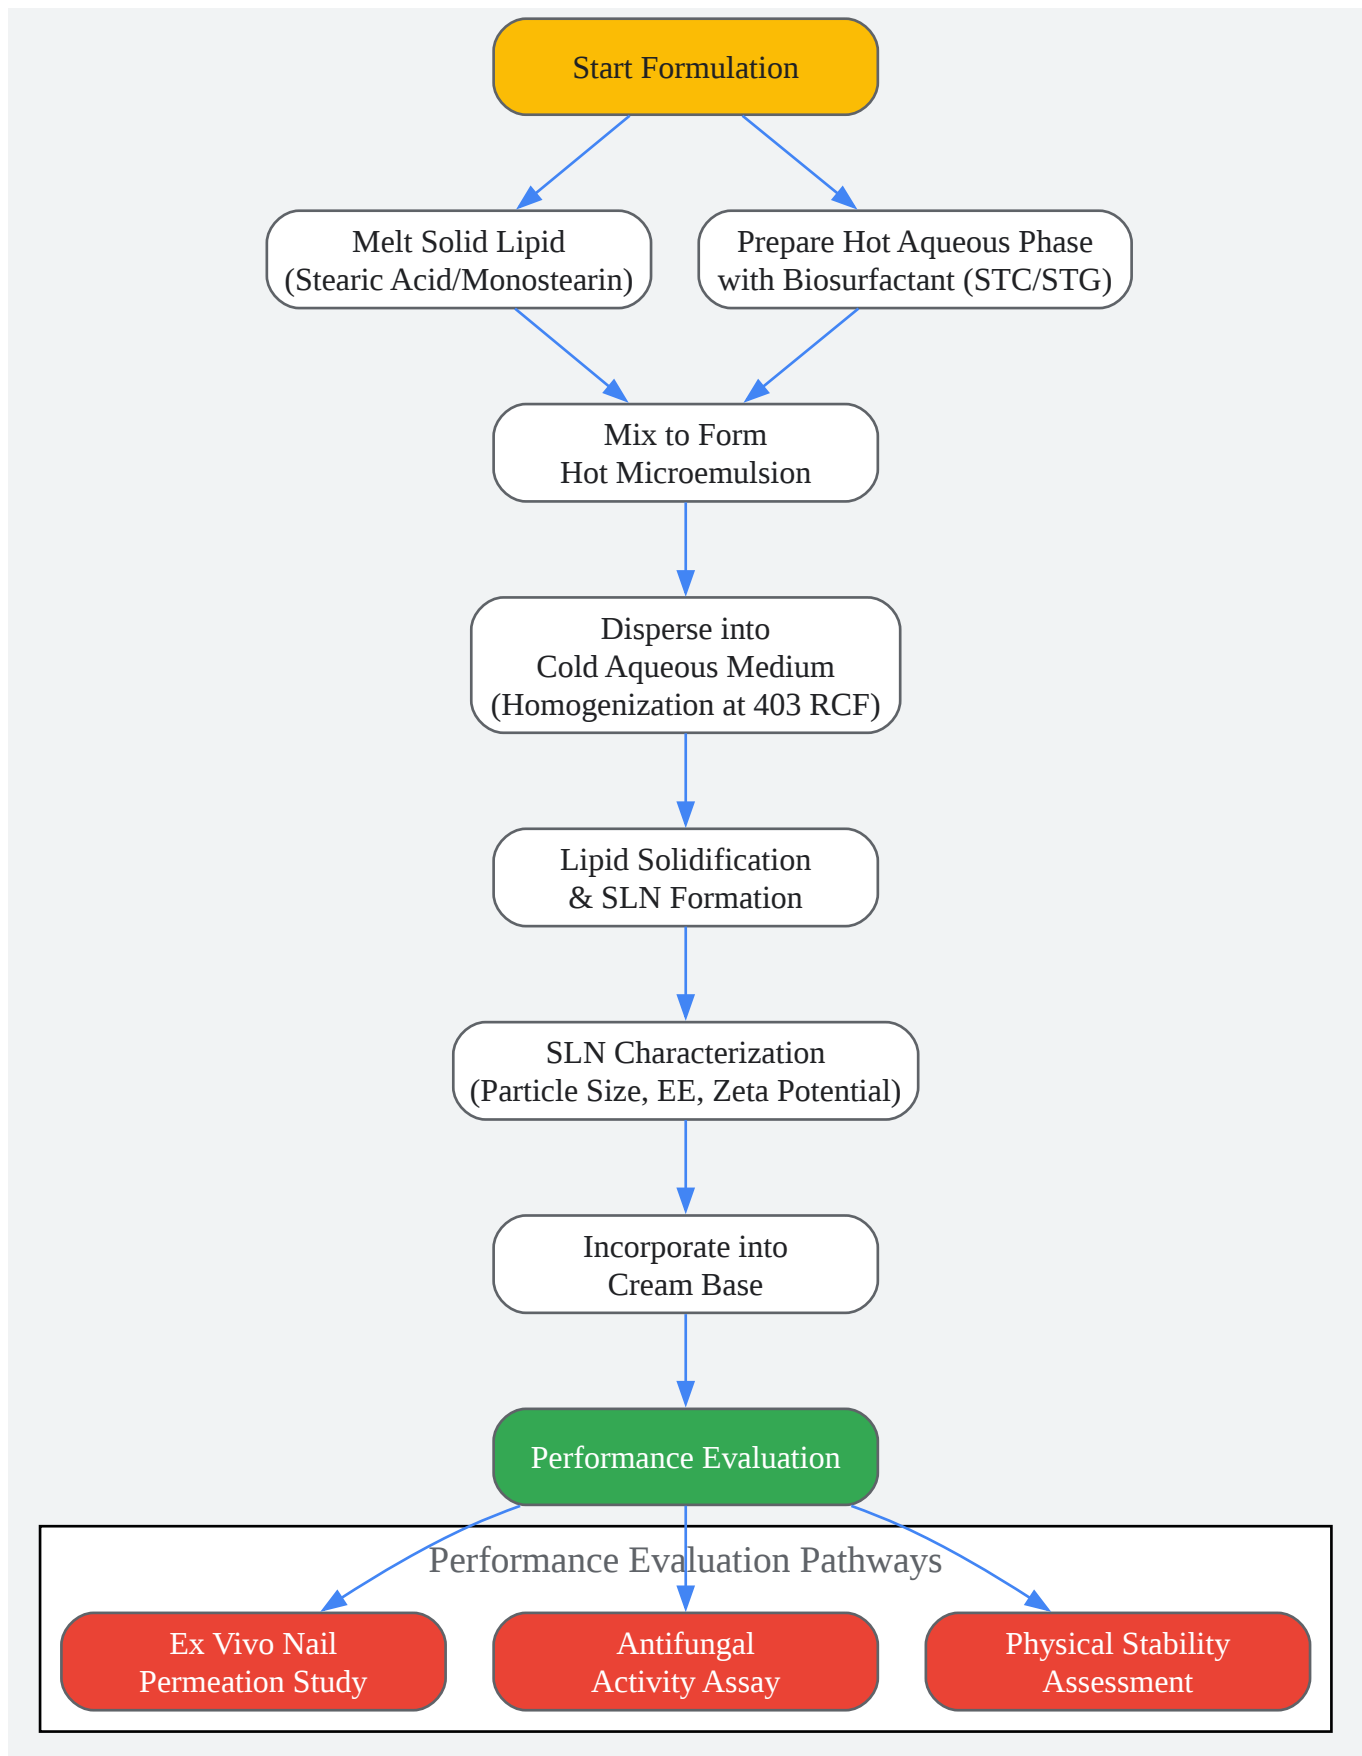 Start Formulation
Melt Solid Lipid
(Stearic Acid/Monostearin)
Prepare Hot Aqueous Phase
with Biosurfactant (STC/STG)
Mix to Form
Hot Microemulsion
Disperse into
Cold Aqueous Medium
(Homogenization at 403 RCF)
Lipid Solidification
& SLN Formation
SLN Characterization
(Particle Size, EE, Zeta Potential)
Incorporate into
Cream Base
Performance Evaluation
Performance Evaluation Pathways
Ex Vivo Nail
Permeation Study
Antifungal
Activity Assay
Physical Stability
Assessment